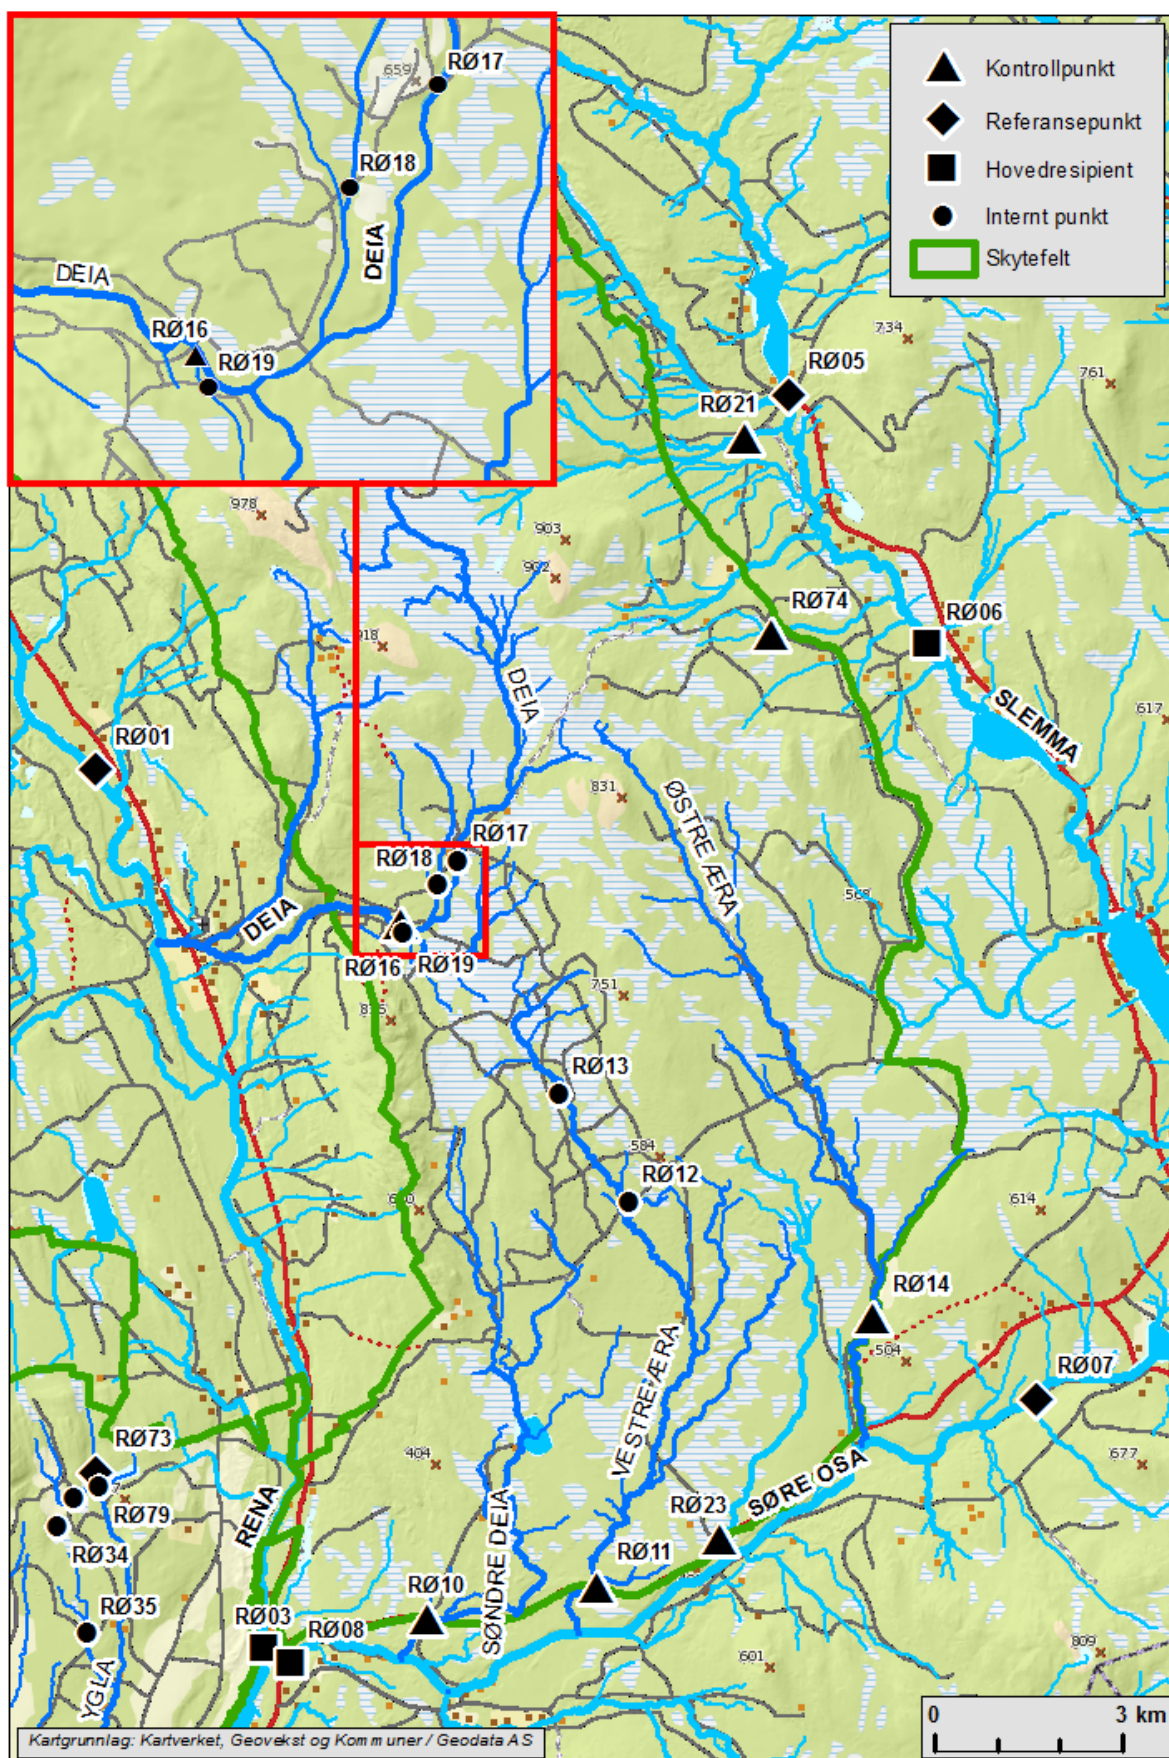 Kontrollpunkt
Referansepunkt
Hovedresipient
Internt punkt
Skytefelt
659
RØ17
RØ18
DEIA
DEIA
RØ16
RØ19
734
RØ05
761
RØ21
978
903
902
RØ74
RØ06
918
DEIA
SLEMMA
617
RØ01
831
ØSTRE ÆRA
RØ17
RØ18
568
DEIA
RØ16
RØ19
751
RØ13
584
RØ12
614
RØ14
504
RØ07
VESTRE ÆRA
RØ73
404
677
SØRE OSA
RØ79
RENA
RØ23
RØ34
SØNDRE DEIA
RØ11
RØ10
RØ35
RØ03
RØ08
601
809
YGLA
0 3 km
Kartgrunnlag: Kartverket, Geovekst og Kommuner / Geodata AS